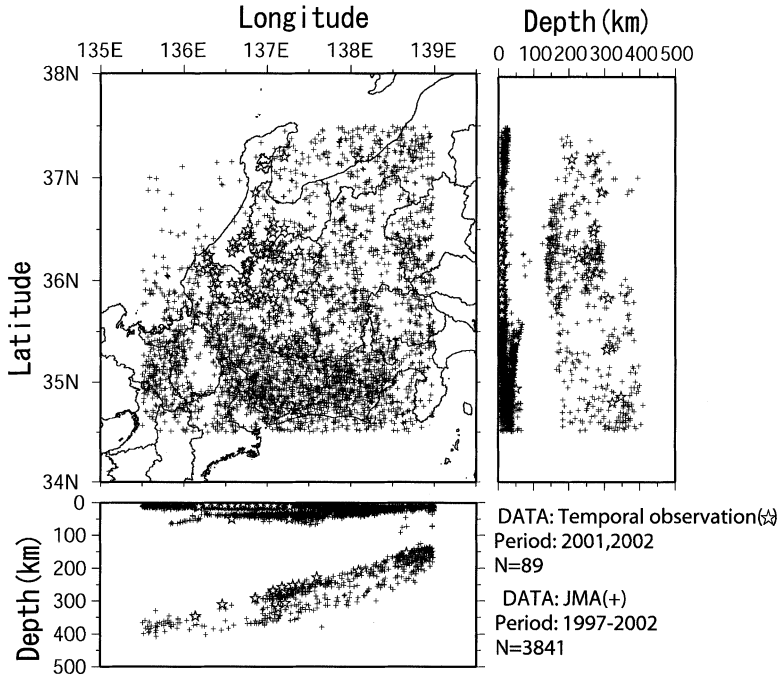 Longitude
Depth(km)
135E 136E 137E 138E 139E
0 100 200 300 400 500
38N
37N
36N
35N
34N
Latitude
0
100
200
300
400
500
Depth(km)
DATA: Temporal observation(☆)
Period: 2001,2002
N=89
DATA: JMA(+)
Period: 1997-2002
N=3841